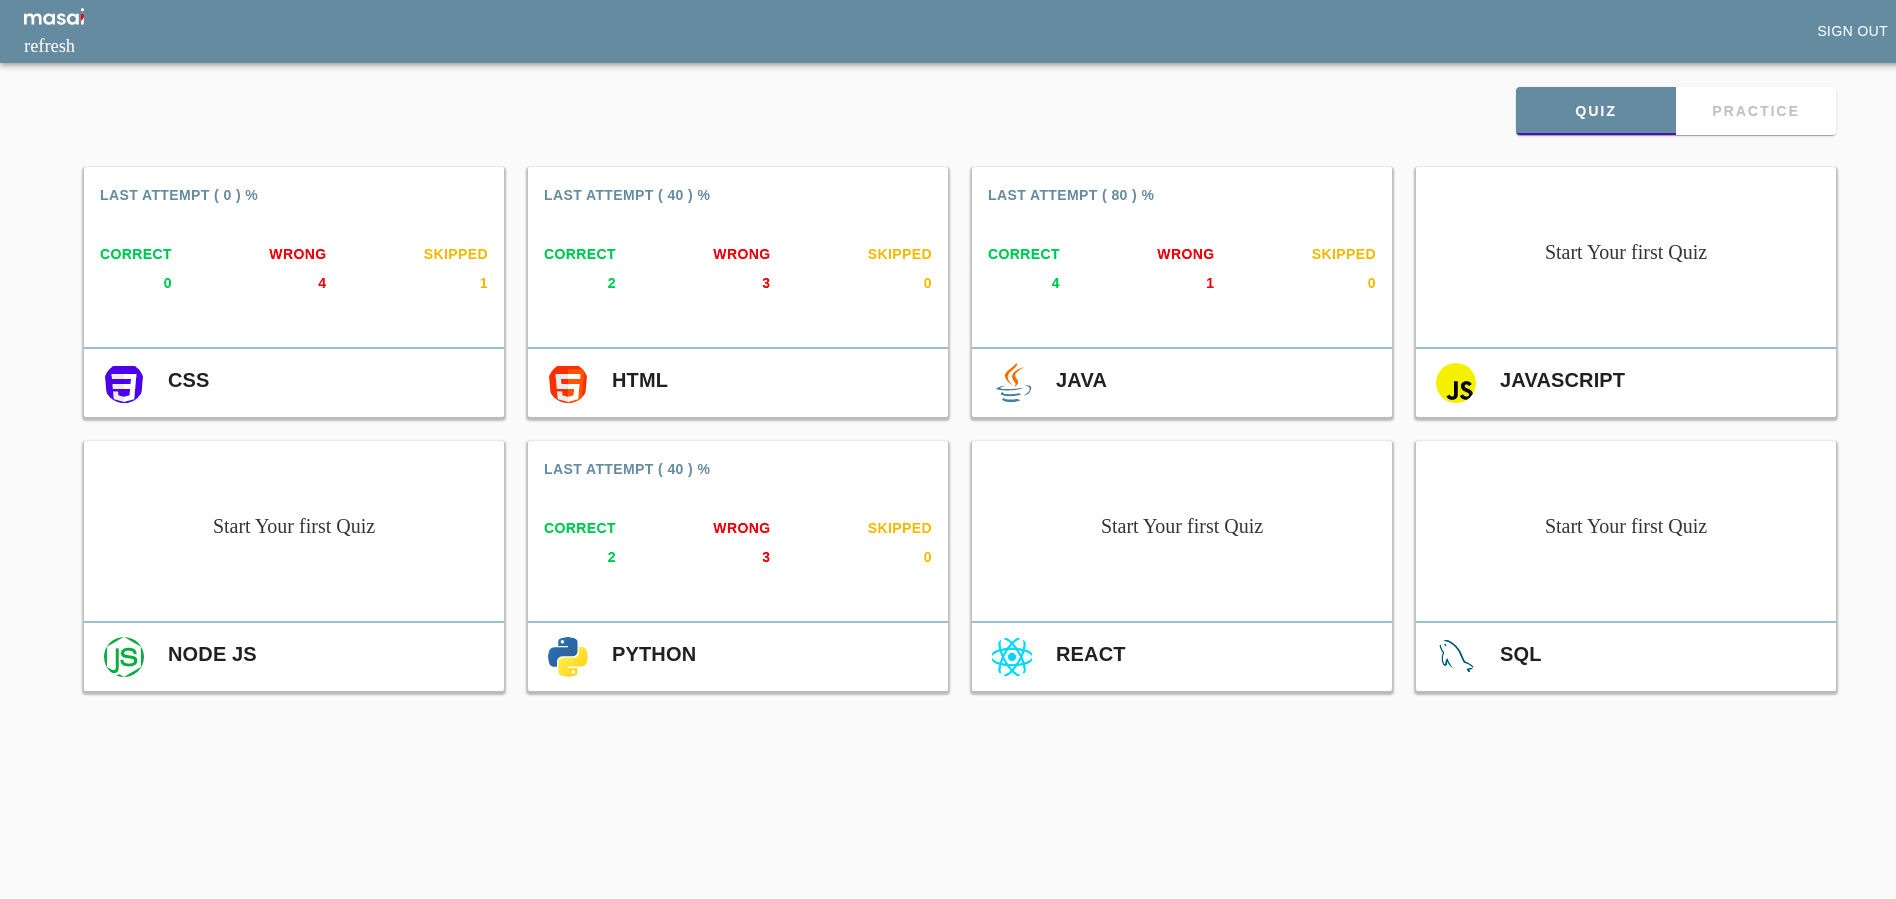 masai
refresh
SIGN OUT
QUIZ PRACTICE
LAST ATTEMPT ( 0 ) %
CORRECT WRONG SKIPPED
0 4 1
CSS
LAST ATTEMPT ( 40 ) %
CORRECT WRONG SKIPPED
2 3 0
HTML
LAST ATTEMPT ( 80 ) %
CORRECT WRONG SKIPPED
4 1 0
JAVA
Start Your first Quiz
JS JAVASCRIPT
Start Your first Quiz
JS NODE JS
LAST ATTEMPT ( 40 ) %
CORRECT WRONG SKIPPED
2 3 0
PYTHON
Start Your first Quiz
REACT
Start Your first Quiz
SQL